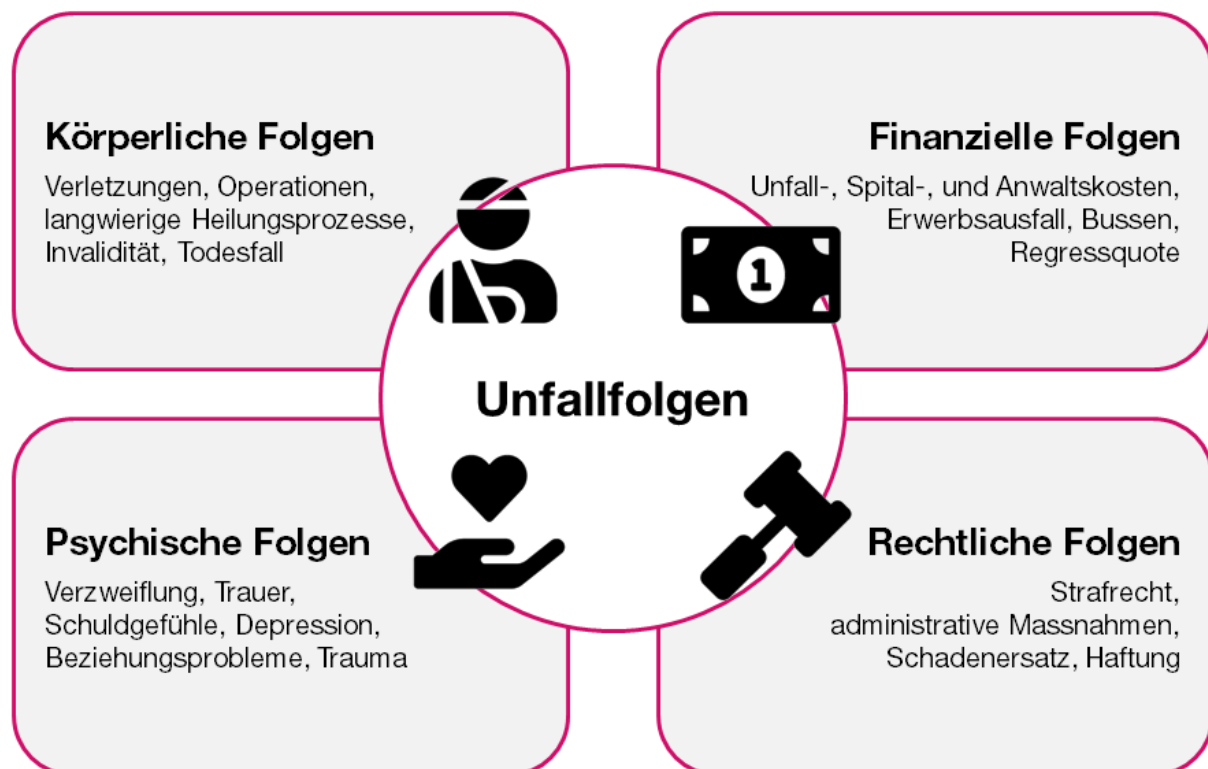 Körperliche Folgen
Verletzungen, Operationen,
langwierige Heilungsprozesse,
Invalidität, Todesfall
Finanzielle Folgen
Unfall-, Spital-, und Anwaltskosten,
Erwerbsausfall, Bussen,
Regressquote
1
Unfallfolgen
Psychische Folgen
Verzweiflung, Trauer,
Schuldgefühle, Depression,
Beziehungsprobleme, Trauma
Rechtliche Folgen
Strafrecht,
administrative Massnahmen,
Schadenersatz, Haftung